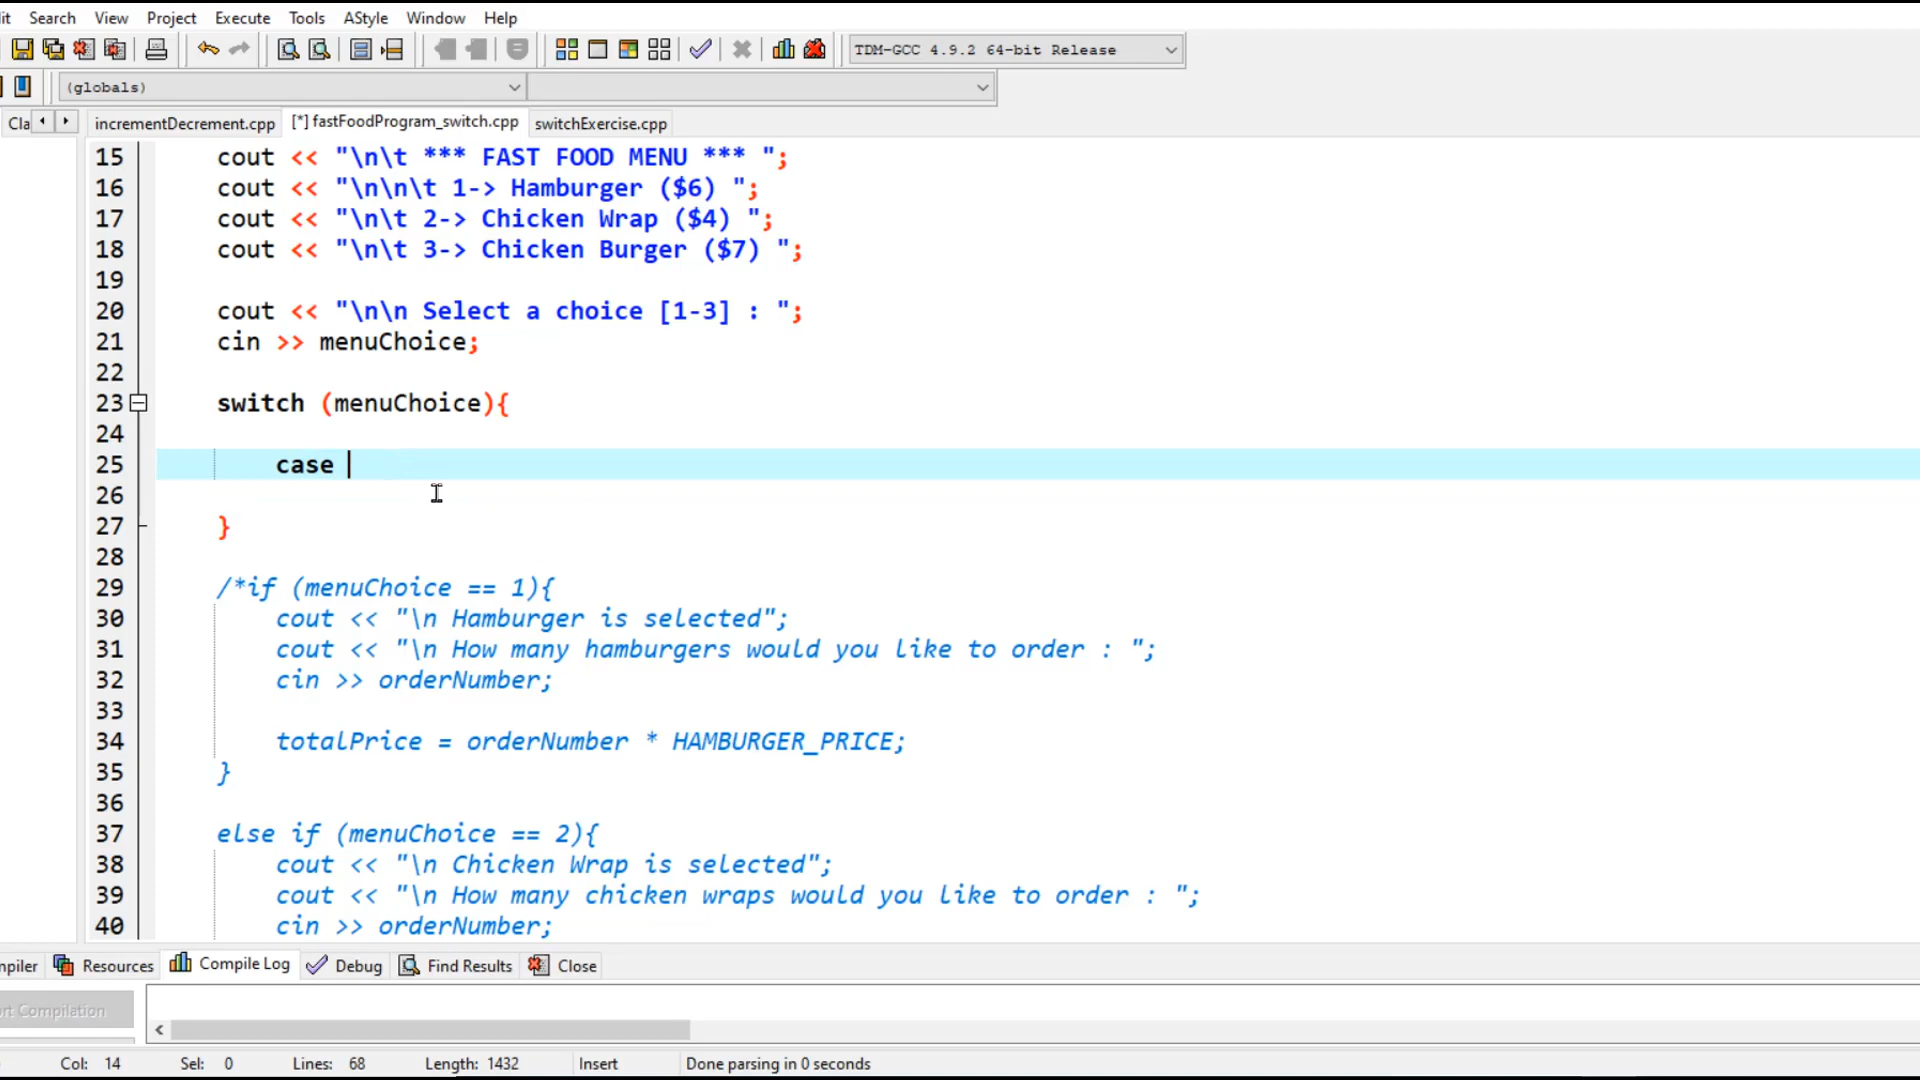 it Search View Project Execute Tools AStyle Window Help
TDM-GCC 4.9.2 64-bit Release
(globals)
Cla incrementDecrement.cpp [*] fastFoodProgram_switch.cpp switchExercise.cpp
15 cout << "\n\t *** FAST FOOD MENU *** ";
16 cout << "\n\n\t 1-> Hamburger ($6) ";
17 cout << "\n\t 2-> Chicken Wrap ($4) ";
18 cout << "\n\t 3-> Chicken Burger ($7) ";
19
20 cout << "\n\n Select a choice [1-3] : ";
21 cin >> menuChoice;
22
23 switch (menuChoice){
24
25 case
26
27 }
28
29 /*if (menuChoice == 1){
30 cout << "\n Hamburger is selected";
31 cout << "\n How many hamburgers would you like to order : ";
32 cin >> orderNumber;
33
34 totalPrice = orderNumber * HAMBURGER_PRICE;
35 }
36
37 else if (menuChoice == 2){
38 cout << "\n Chicken Wrap is selected";
39 cout << "\n How many chicken wraps would you like to order : ";
40 cin >> orderNumber;
mpiler Resources Compile Log Debug Find Results Close
rt Compilation
Col: 14 Sel: 0 Lines: 68 Length: 1432 Insert Done parsing in 0 seconds